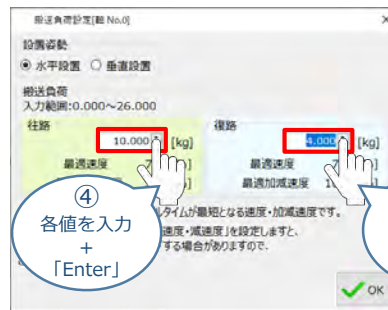 搬送負荷設定[軸 No.0]
設置姿勢
水平設置 垂直設置
搬送負荷
入力範囲:0.000～26.000
往路 復路
10.000 [kg] 4.000 [kg]
最適速度 7 最適速度 7
最適加減速度 1
ルタイムが最短となる速度・加減速度です。
速度・減速度」を設定しますと、
する場合がありますので、
④
各値を入力
+
「Enter」
OK